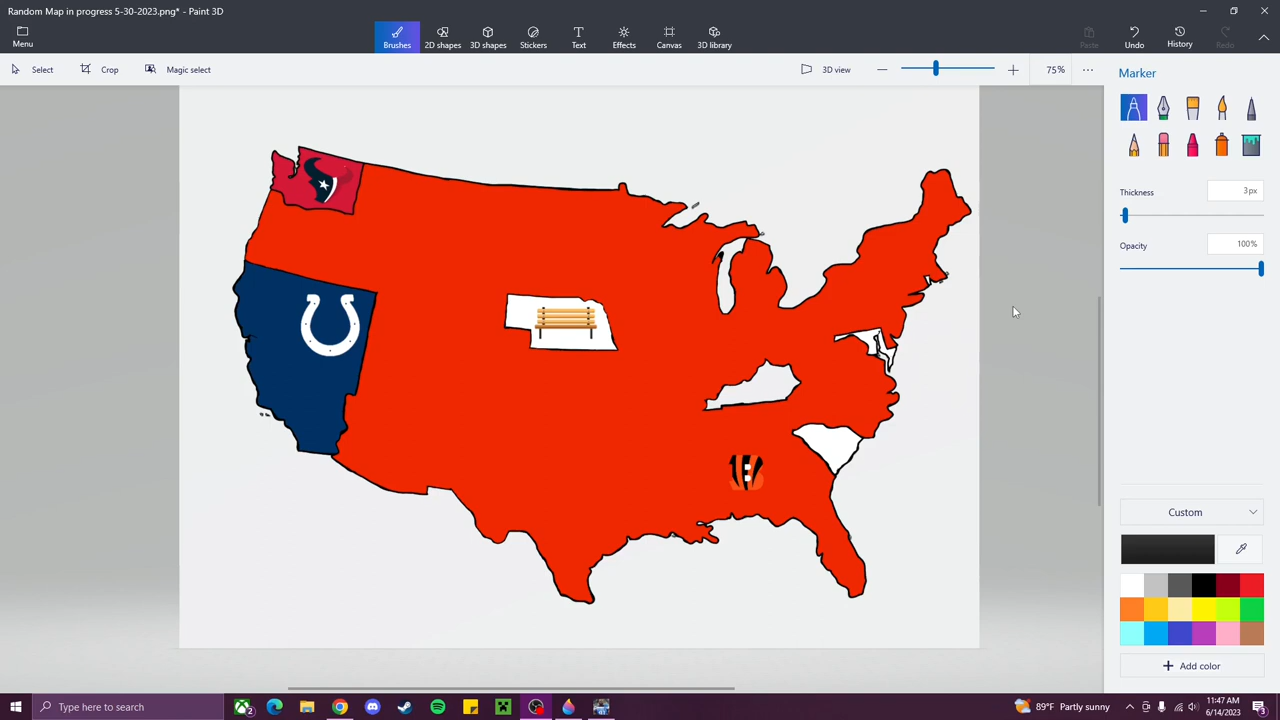 Random Map in progress 5-30-2023.png* - Paint 3D
Menu
Brushes
2D shapes
3D shapes
Stickers
Text
Effects
Canvas
3D library
Paste
Undo
History
Redo
Select
Crop
Magic select
3D view
75%
Marker
Thickness
3px
Opacity
100%
B
Custom
Add color
Type here to search
2
89°F Partly sunny
11:47 AM
6/14/2023
3